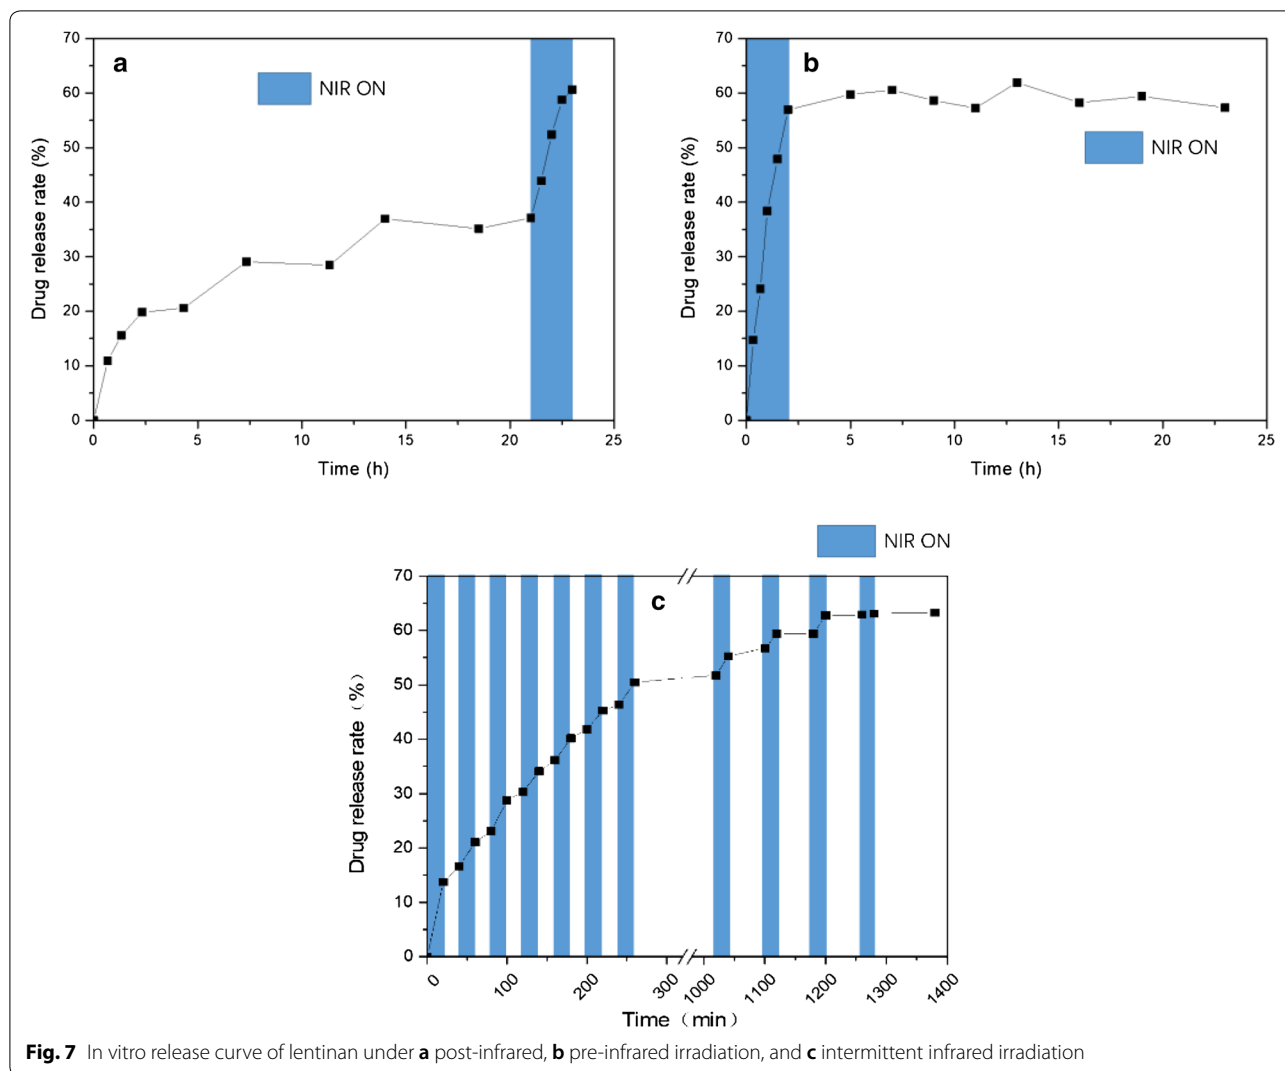 a
NIR ON
70
60
50
40
30
20
10
0
Drug release rate (%)
0 5 10 15 20 25
Time (h)
b
NIR ON
70
60
50
40
30
20
10
0
Drug release rate (%)
0 5 10 15 20 25
Time (h)
NIR ON
c
70
60
50
40
30
20
10
0
Drug release rate (%)
0 100 200 300 1000 1100 1200 1300 1400
Time (min)
Fig. 7 In vitro release curve of lentinan under a post-infrared, b pre-infrared irradiation, and c intermittent infrared irradiation